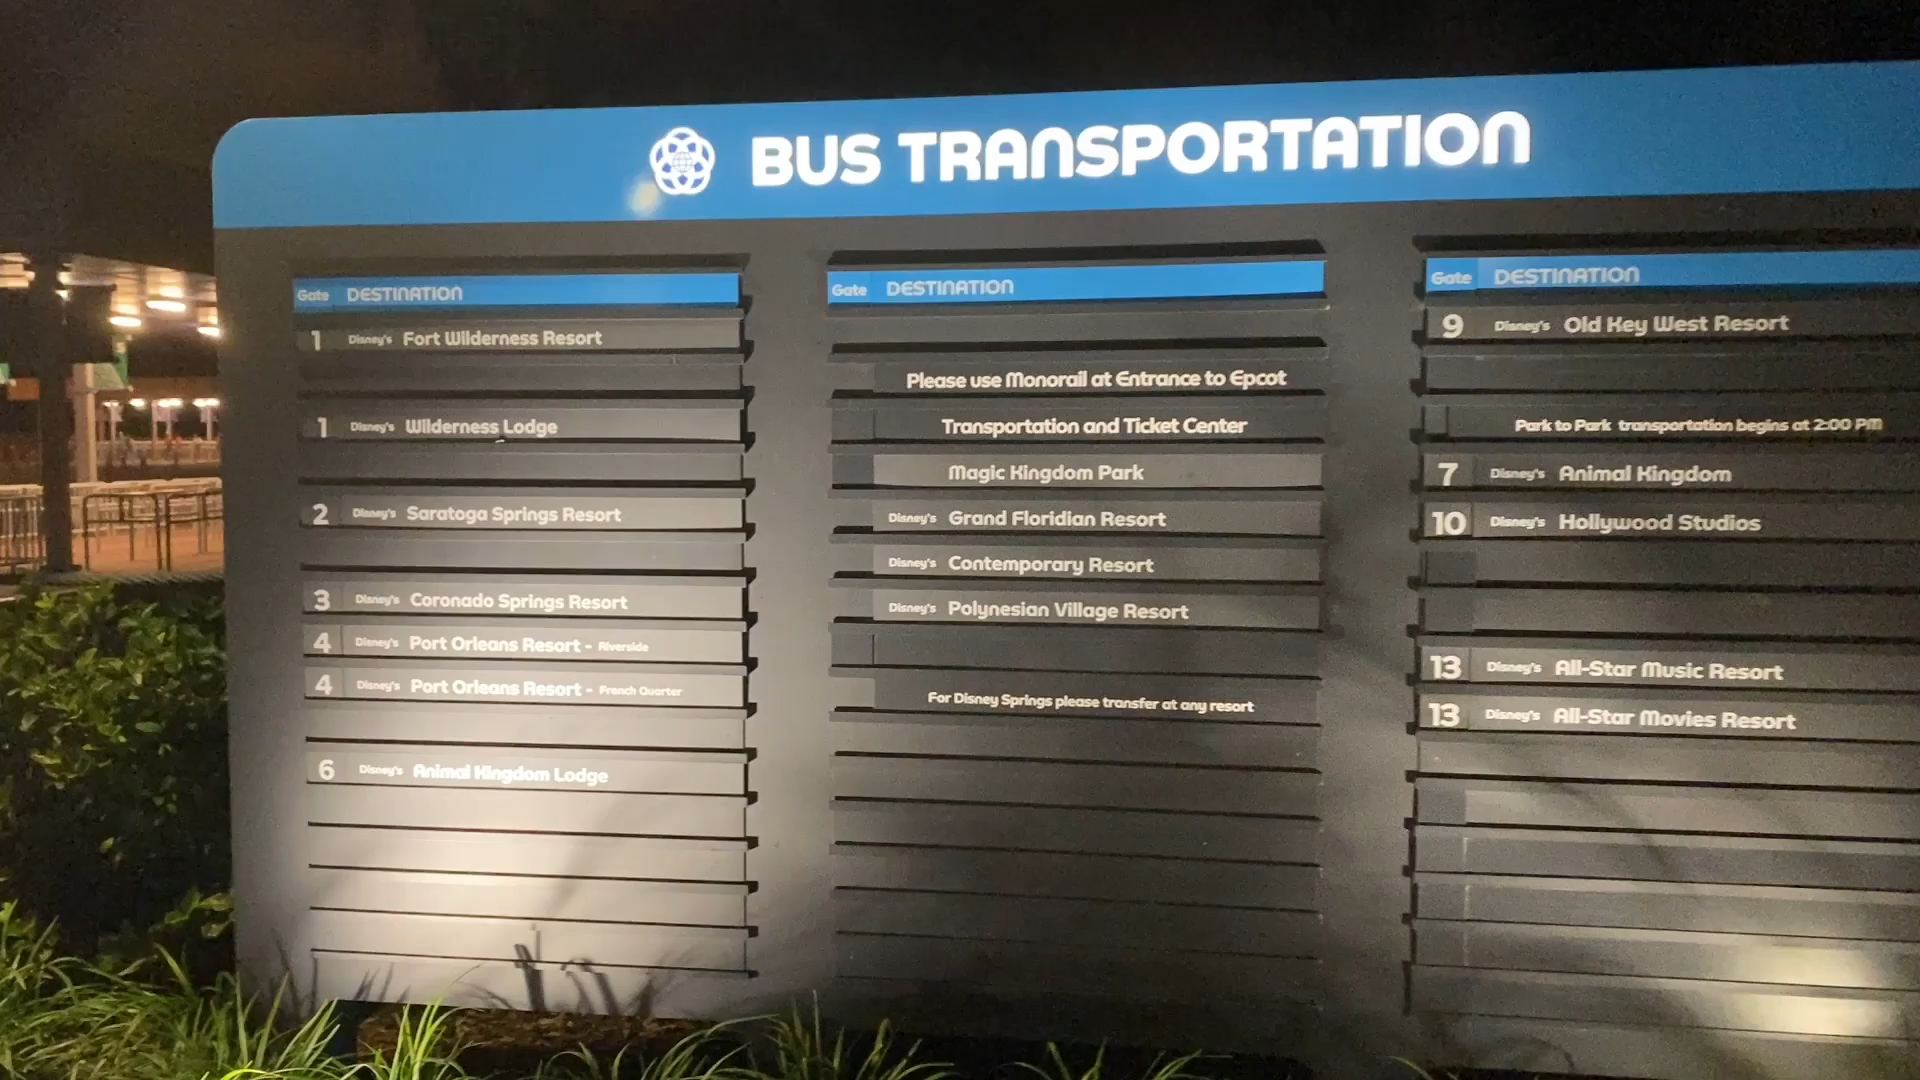 BUS TRANSPORTATION
Gate DESTINATION
1 Disney's Fort Wilderness Resort
1 Disney's Wilderness Lodge
2 Disney's Saratoga Springs Resort
3 Disney's Coronado Springs Resort
4 Disney's Port Orleans Resort - Riverside
4 Disney's Port Orleans Resort - French Quarter
6 Disney's Animal Kingdom Lodge
Gate DESTINATION
Please use Monorail at Entrance to Epcot
Transportation and Ticket Center
Magic Kingdom Park
Disney's Grand Floridian Resort
Disney's Contemporary Resort
Disney's Polynesian Village Resort
For Disney Springs please transfer at any resort
Gate DESTINATION
9 Disney's Old Key West Resort
Park to Park transportation begins at 2:00 PM
7 Disney's Animal Kingdom
10 Disney's Hollywood Studios
13 Disney's All-Star Music Resort
13 Disney's All-Star Movies Resort